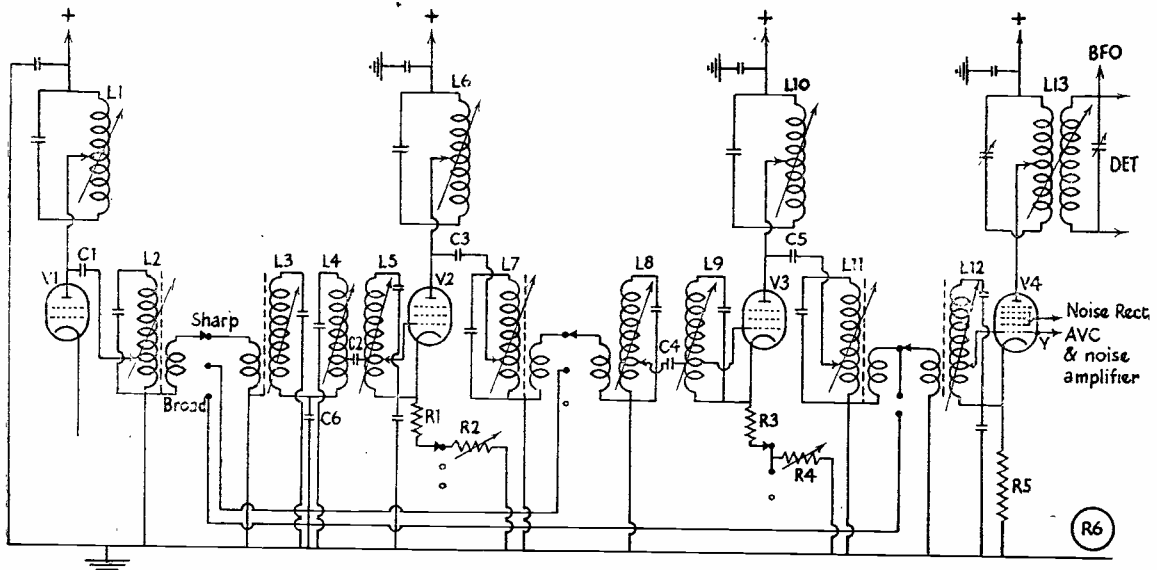 +
+
+
+
L1
L6
L10
L13
BFO
DET
C1
L2
L3
L4
L5
C3
L7
L8
L9
C5
L11
L12
V1
V2
V3
V4
Sharp
Broad
C2
C4
C6
R1
R2
R3
R4
R5
R6
Noise Rect.
Y
AVC
& noise
amplifier